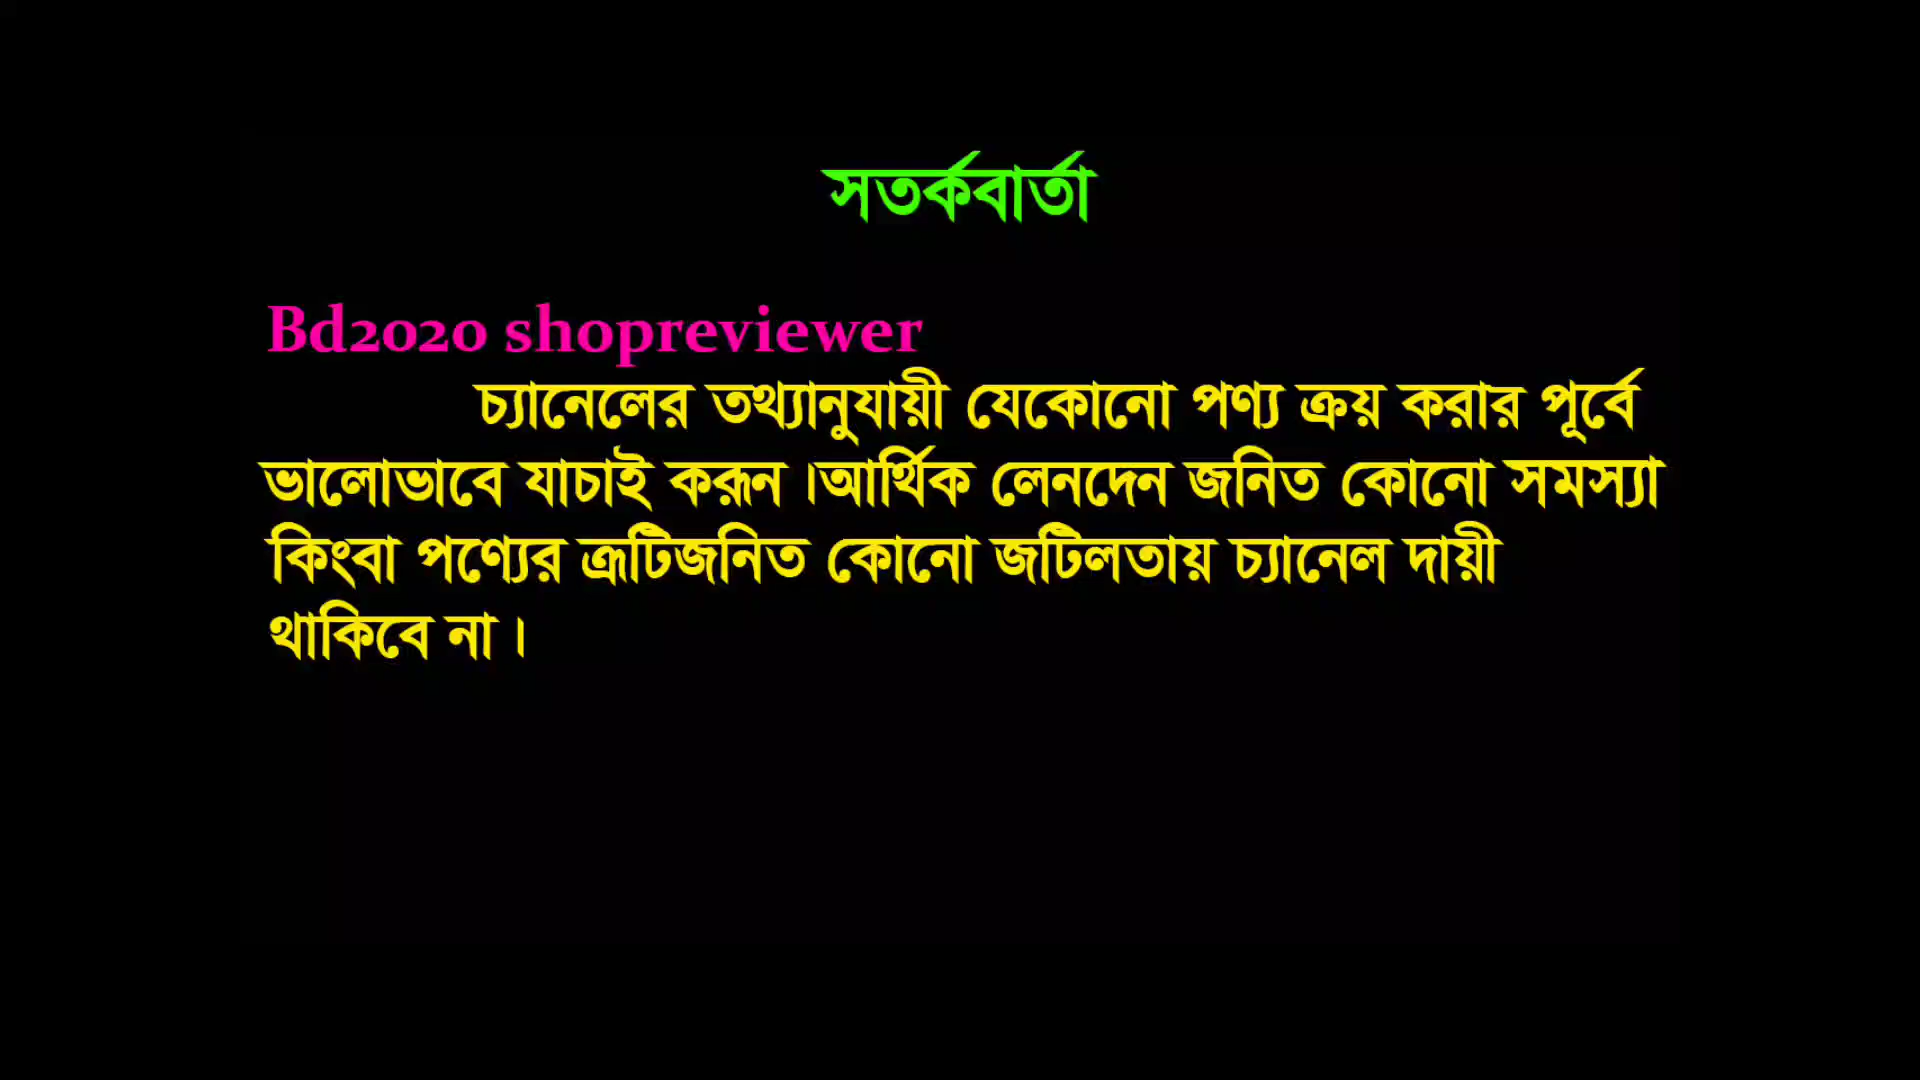 সতর্কবার্তা
Bd2020 shopreviewer
চ্যানেলের তথ্যানুযায়ী যেকোনো পণ্য ক্রয় করার পূর্বে
ভালোভাবে যাচাই করূন।আর্থিক লেনদেন জনিত কোনো সমস্যা
কিংবা পণ্যের ত্রূটিজনিত কোনো জটিলতায় চ্যানেল দায়ী
থাকিবে না।